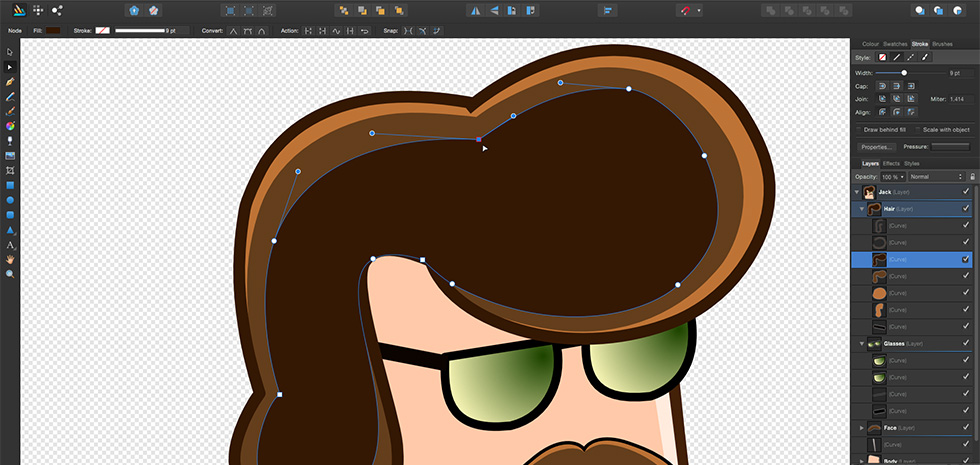 Node Fill: Stroke: 9 pt Convert: Action: Snap:
Colour Swatches Stroke Brushes
Style:
Width: 9 pt
Cap:
Join: Miter: 1.414
Align:
Draw behind fill Scale with object
Properties... Pressure:
Layers Effects Styles
Opacity: 100 % Normal
Jack (Layer)
Hair (Layer)
(Curve)
(Curve)
(Curve)
(Curve)
(Curve)
(Curve)
(Curve)
Glasses (Layer)
(Curve)
(Curve)
(Curve)
(Curve)
Face (Layer)
(Curve)
Body (Layer)